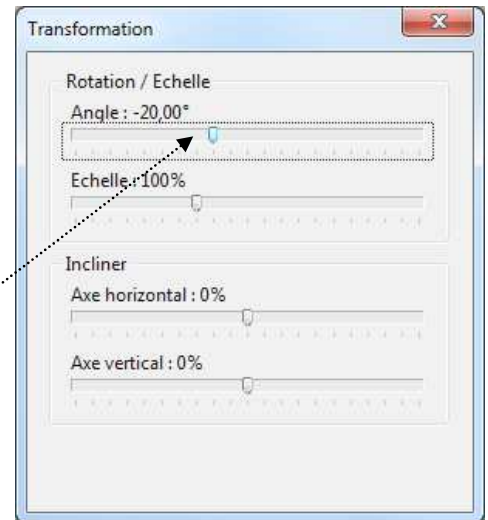 Transformation
Rotation / Echelle
Angle : -20,00°
Echelle : 100%
Incliner
Axe horizontal : 0%
Axe vertical : 0%